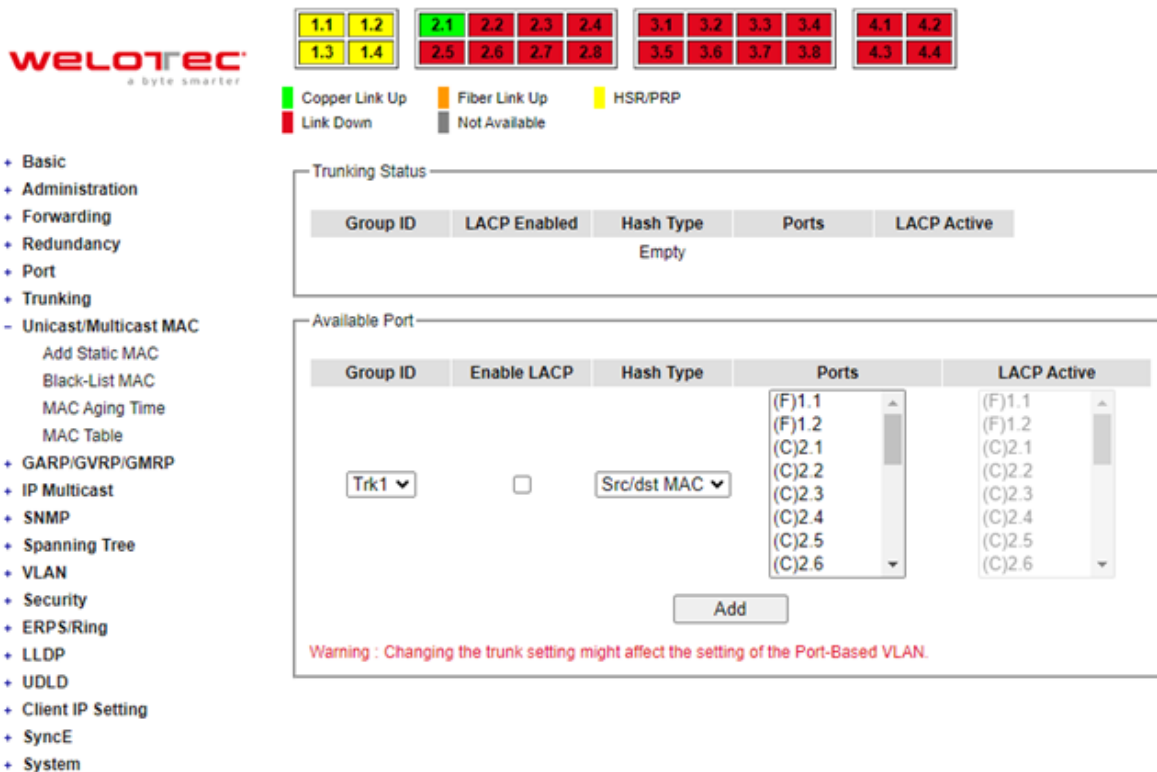 WELOTEC
a byte smarter
1.1 1.2 2.1 2.2 2.3 2.4 3.1 3.2 3.3 3.4 4.1 4.2
1.3 1.4 2.5 2.6 2.7 2.8 3.5 3.6 3.7 3.8 4.3 4.4
Copper Link Up Fiber Link Up HSR/PRP
Link Down Not Available
+ Basic
+ Administration
+ Forwarding
+ Redundancy
+ Port
+ Trunking
– Unicast/Multicast MAC
Add Static MAC
Black-List MAC
MAC Aging Time
MAC Table
+ GARP/GVRP/GMRP
+ IP Multicast
+ SNMP
+ Spanning Tree
+ VLAN
+ Security
+ ERPS/Ring
+ LLDP
+ UDLD
+ Client IP Setting
+ SyncE
+ System
Trunking Status
Group ID LACP Enabled Hash Type Ports LACP Active
Empty
Available Port
Group ID Enable LACP Hash Type Ports LACP Active
Trk1
Src/dst MAC
(F)1.1
(F)1.2
(C)2.1
(C)2.2
(C)2.3
(C)2.4
(C)2.5
(C)2.6
(F)1.1
(F)1.2
(C)2.1
(C)2.2
(C)2.3
(C)2.4
(C)2.5
(C)2.6
Add
Warning : Changing the trunk setting might affect the setting of the Port-Based VLAN.